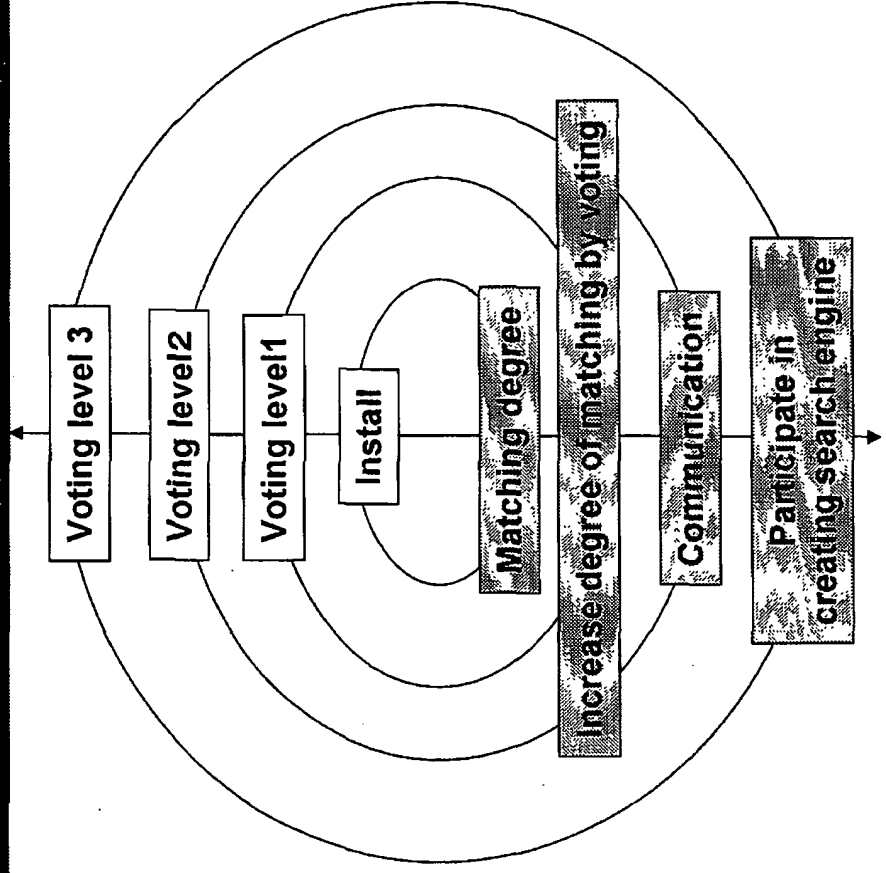 Voting level 3
Voting level2
Voting level1
Install
Matching degree
Increase degree of matching by voting
Communication
Participate in
creating search engine